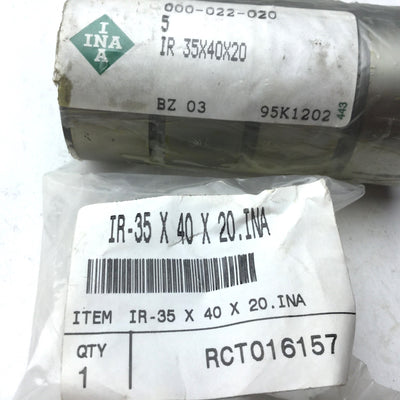 000-022-020
5
IR 35X40X20
INA
INA
BZ 03
95K1202
443
IR-35 X 40 X 20.INA
ITEM IR-35 X 40 X 20.INA
QTY
1
RCT016157